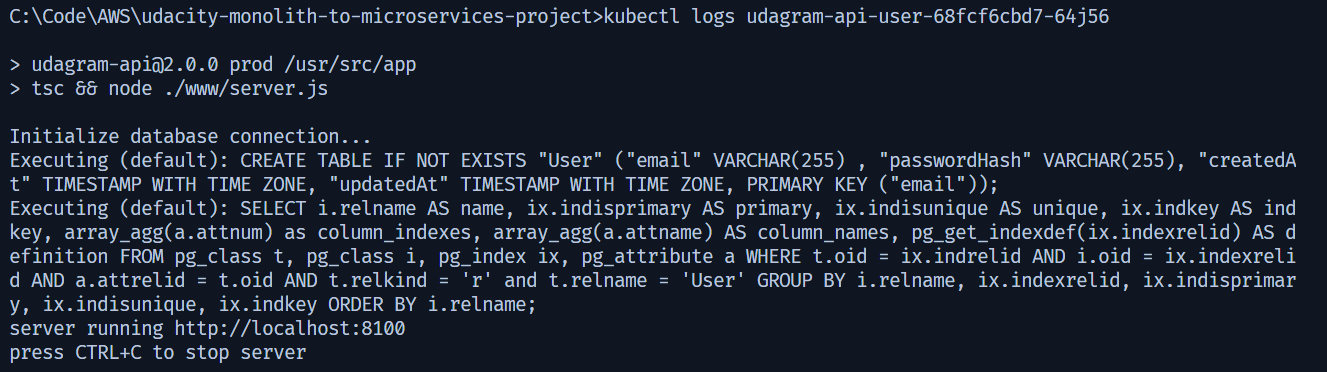 C:\Code\AWS\udacity-monolith-to-microservices-project>kubectl logs udagram-api-user-68fcf6cbd7-64j56
> udagram-api@2.0.0 prod /usr/src/app
> tsc && node ./www/server.js
Initialize database connection...
Executing (default): CREATE TABLE IF NOT EXISTS "User" ("email" VARCHAR(255) , "passwordHash" VARCHAR(255), "createdA
t" TIMESTAMP WITH TIME ZONE, "updatedAt" TIMESTAMP WITH TIME ZONE, PRIMARY KEY ("email"));
Executing (default): SELECT i.relname AS name, ix.indisprimary AS primary, ix.indisunique AS unique, ix.indkey AS ind
key, array_agg(a.attnum) as column_indexes, array_agg(a.attname) AS column_names, pg_get_indexdef(ix.indexrelid) AS d
efinition FROM pg_class t, pg_class i, pg_index ix, pg_attribute a WHERE t.oid = ix.indrelid AND i.oid = ix.indexreli
d AND a.attrelid = t.oid AND t.relkind = 'r' and t.relname = 'User' GROUP BY i.relname, ix.indexrelid, ix.indisprimar
y, ix.indisunique, ix.indkey ORDER BY i.relname;
server running http://localhost:8100
press CTRL+C to stop server